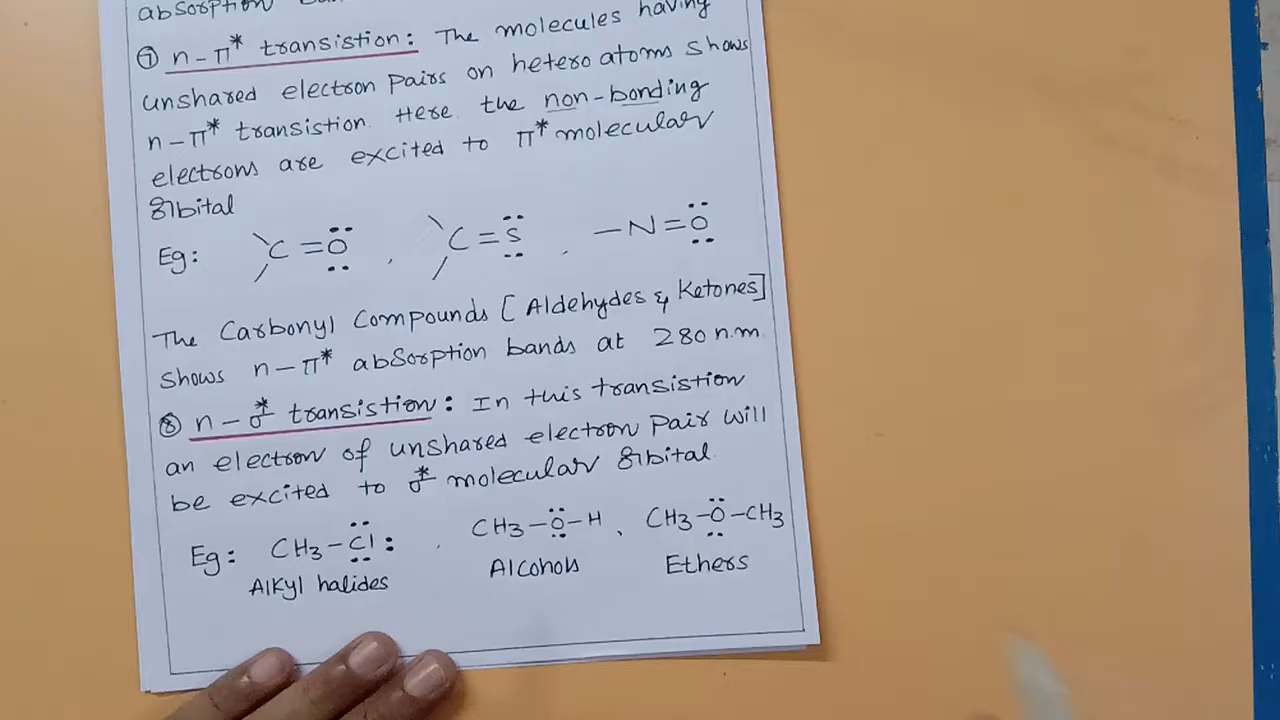 absorption
⑦ n-π* transistion: The molecules having
unshared electron pairs on hetero atoms shows
n-π* transistion. Here the non-bonding
electrons are excited to π* molecular
orbital
Eg: C=O, C=S, -N=O
The Carbonyl Compounds [Aldehydes & Ketones]
shows n-π* absorption bands at 280 n.m.
⑧ n-σ* transistion: In this transistion
an electron of unshared electron pair will
be excited to σ* molecular orbital.
Eg: CH3-Cl:, CH3-O-H, CH3-O-CH3
Alkyl halides Alcohols Ethers